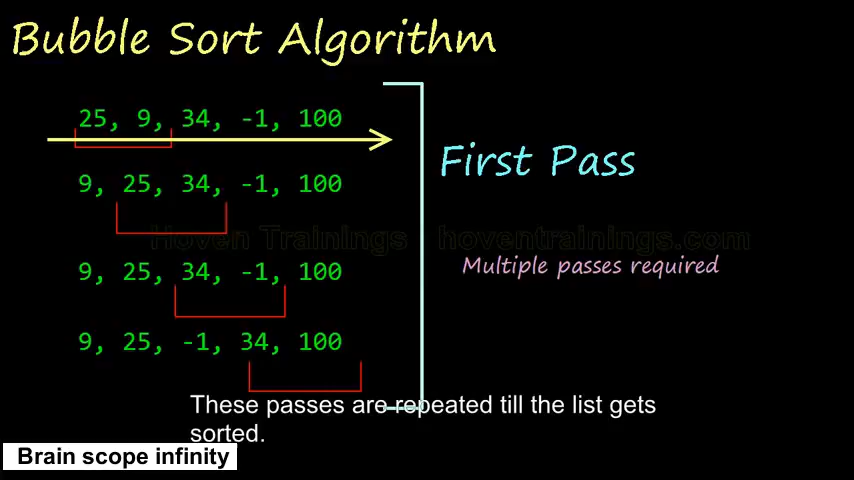 Bubble Sort Algorithm
25, 9, 34, -1, 100
First Pass
9, 25, 34, -1, 100
Hoven Trainings hoventrainings.com
Multiple passes required
9, 25, 34, -1, 100
9, 25, -1, 34, 100
These passes are repeated till the list gets
sorted.
Brain scope infinity